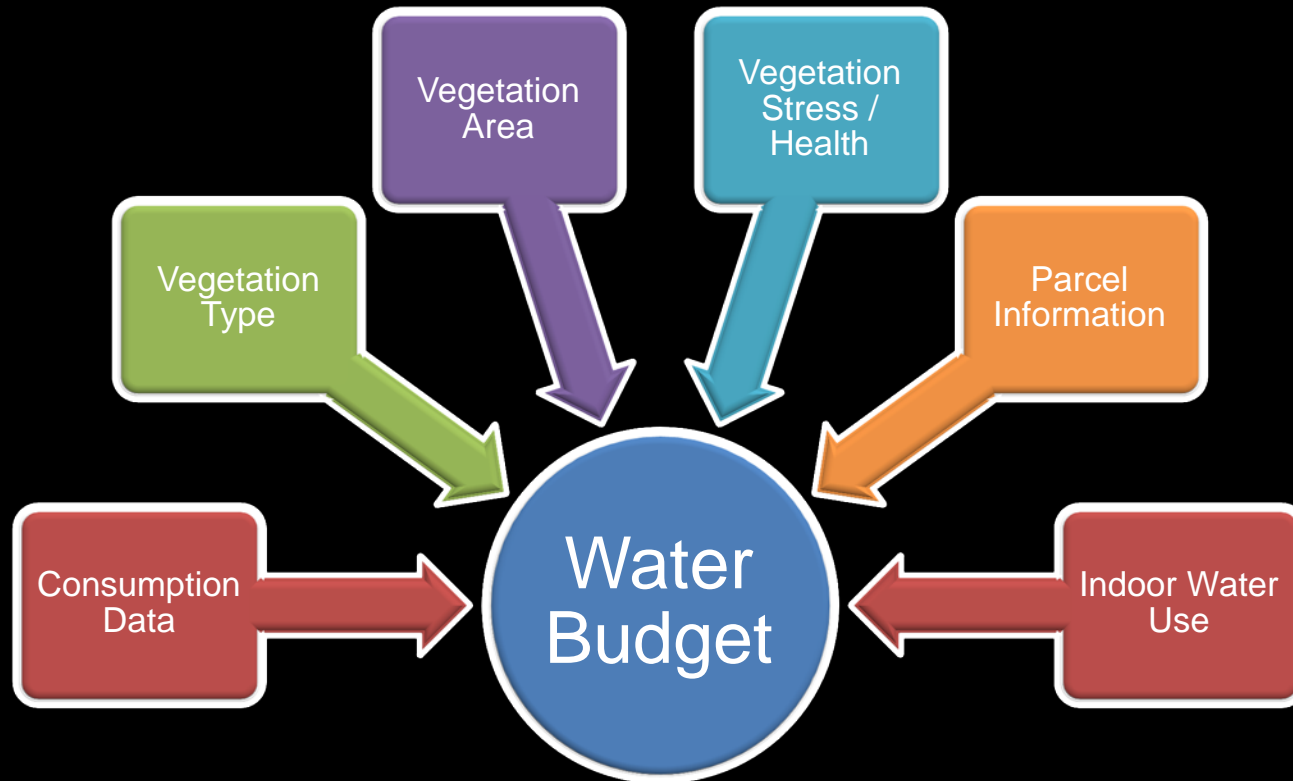 Vegetation
Area
Vegetation
Stress /
Health
Vegetation
Type
Parcel
Information
Consumption
Data
Water
Budget
Indoor Water
Use